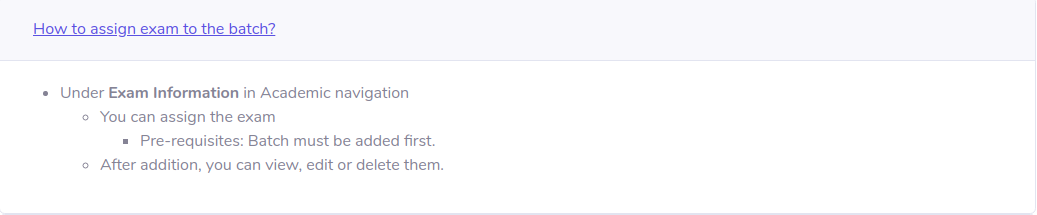 How to assign exam to the batch?
Under Exam Information in Academic navigation
You can assign the exam
Pre-requisites: Batch must be added first.
After addition, you can view, edit or delete them.